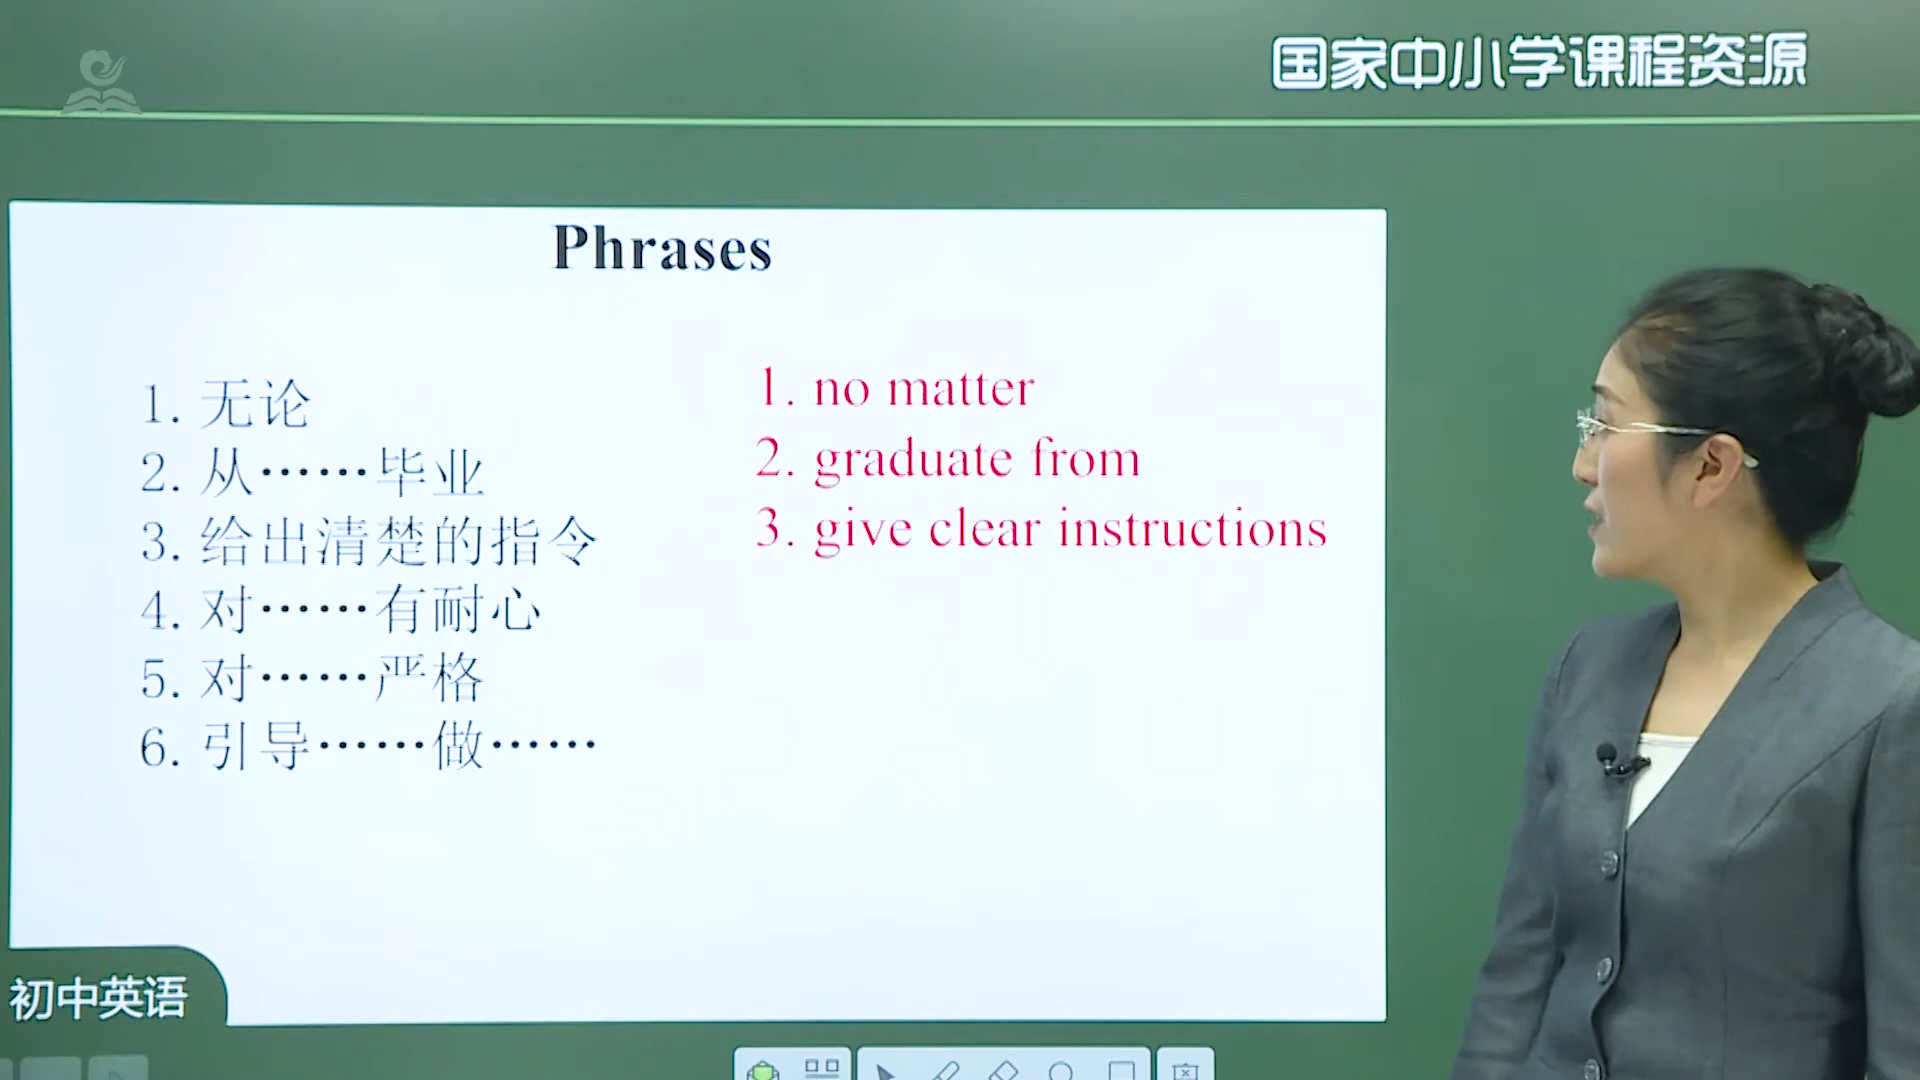 国家中小学课程资源
Phrases
1. 无论
2. 从……毕业
3. 给出清楚的指令
4. 对……有耐心
5. 对……严格
6. 引导……做……
1. no matter
2. graduate from
3. give clear instructions
初中英语